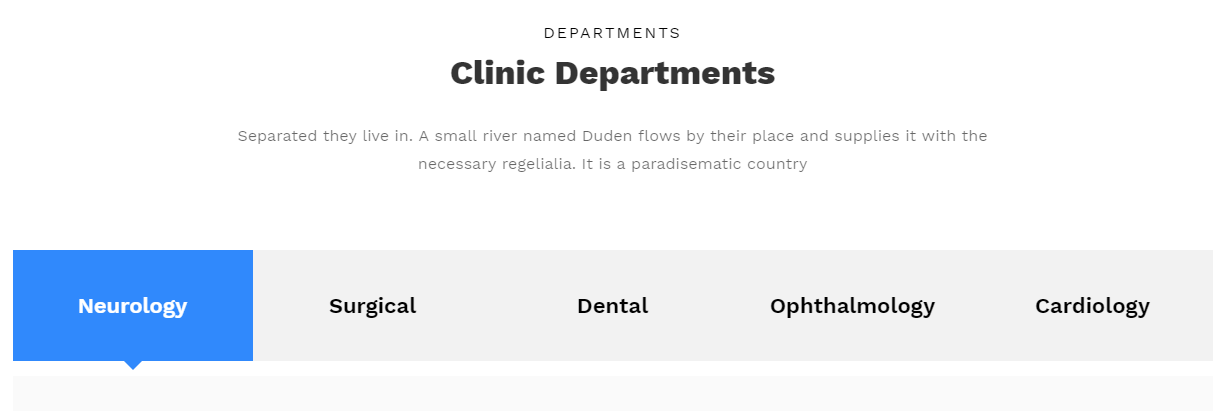 DEPARTMENTS
Clinic Departments
Separated they live in. A small river named Duden flows by their place and supplies it with the
necessary regelialia. It is a paradisematic country
Neurology Surgical Dental Ophthalmology Cardiology